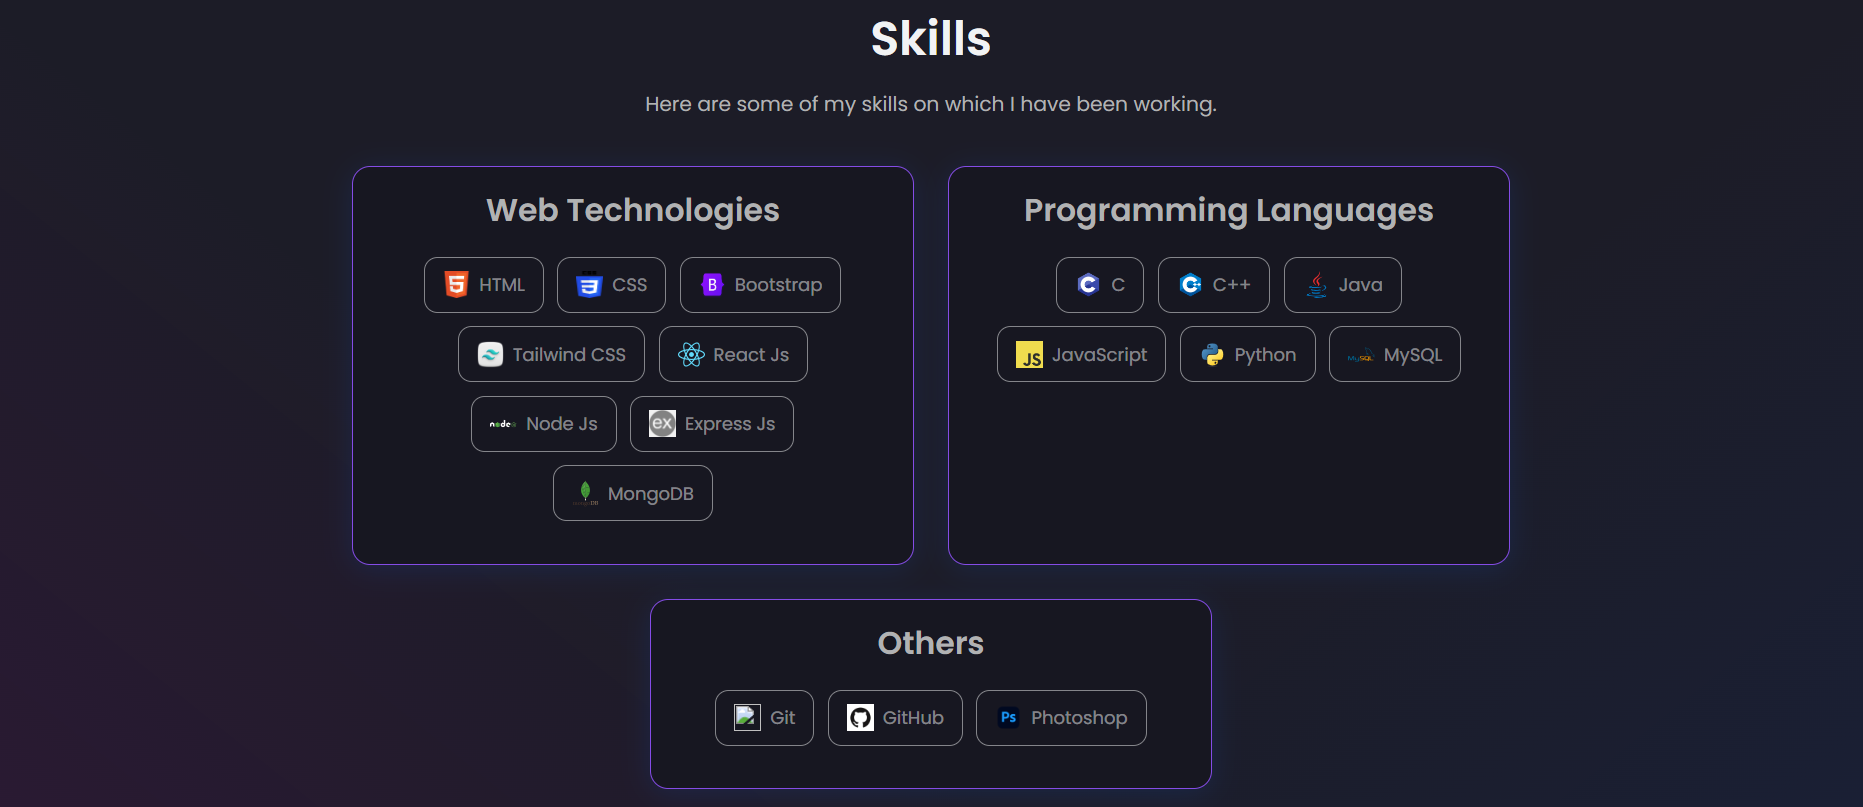 Skills
Here are some of my skills on which I have been working.
Web Technologies
HTML
CSS
Bootstrap
Tailwind CSS
React Js
Node Js
ex Express Js
MongoDB
Programming Languages
C
C++
Java
JS JavaScript
Python
MySQL
Others
Git
GitHub
Ps Photoshop